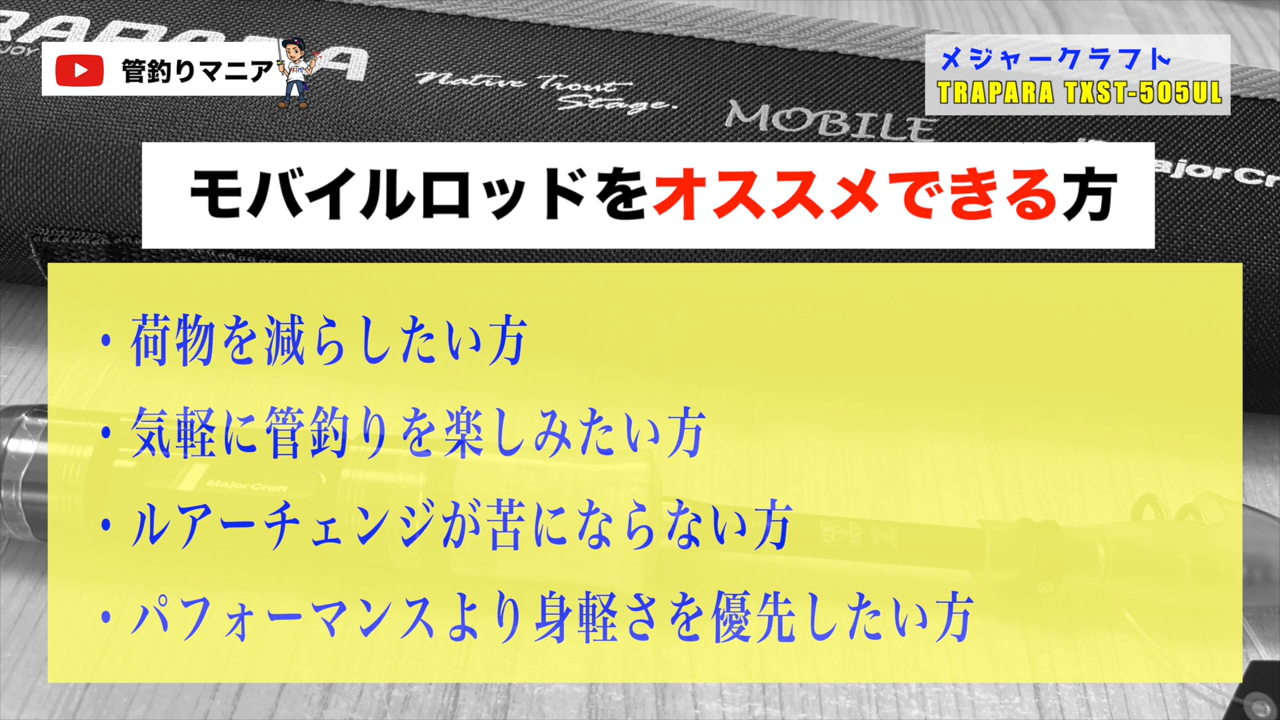 管釣りマニア
メジャークラフト
TRAPARA TXST-505UL
Native Trout
Stage.
MOBILE
モバイルロッドをオススメできる方
・荷物を減らしたい方
・気軽に管釣りを楽しみたい方
・ルアーチェンジが苦にならない方
・パフォーマンスより身軽さを優先したい方
Major Craft